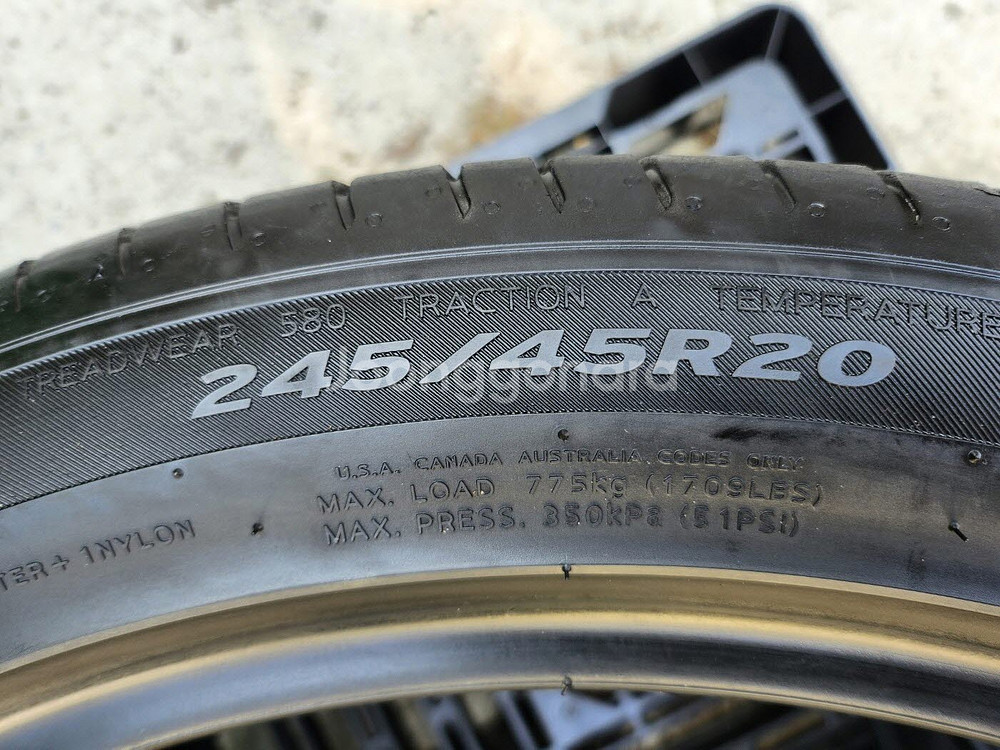 TREADWEAR 580 TRACTION A TEMPERATURE
245/45R20
U.S.A. CANADA AUSTRALIA CODES ONLY
MAX. LOAD 775kg (1709LBS)
MAX. PRESS. 350kPa (51PSI)
TER+ 1NYLON